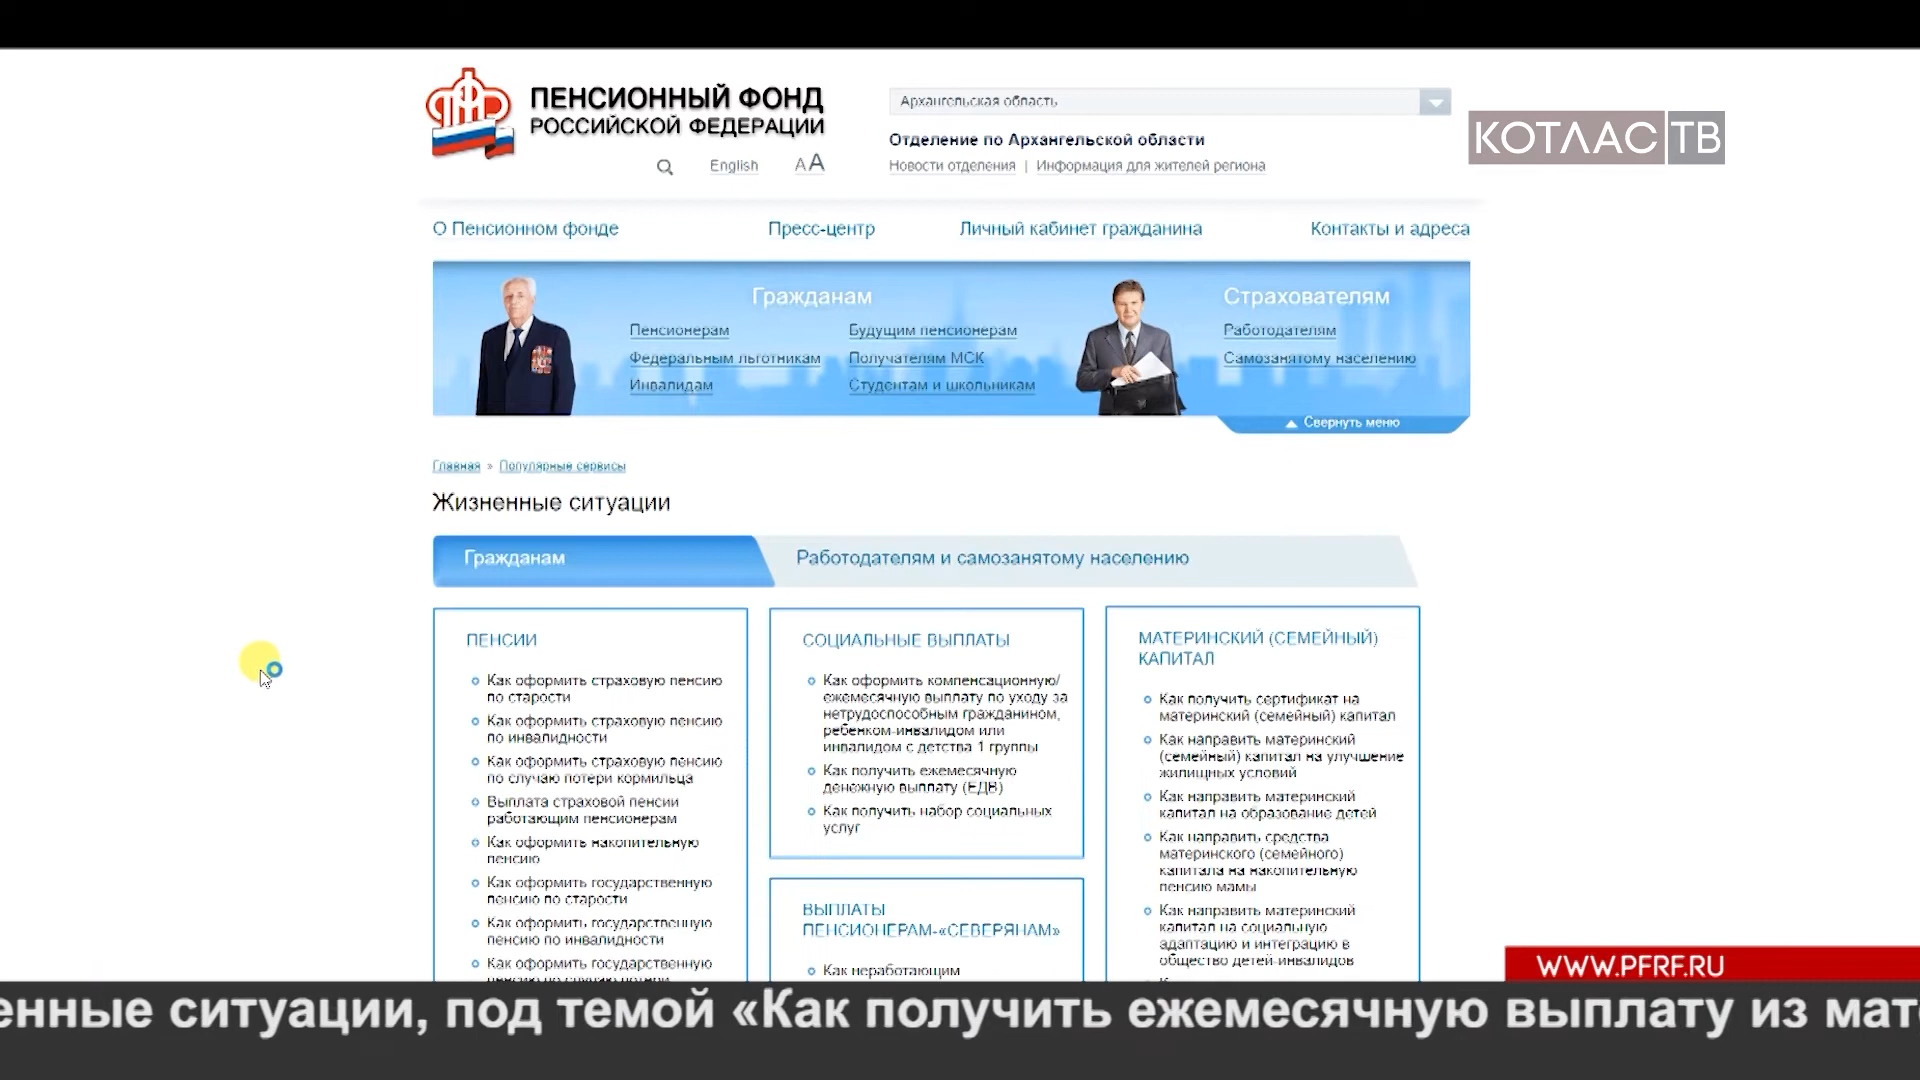 ПЕНСИОННЫЙ ФОНД
РОССИЙСКОЙ ФЕДЕРАЦИИ
English
А А
Архангельская область
Отделение по Архангельской области
Новости отделения | Информация для жителей региона
КОТЛАС ТВ
О Пенсионном фонде
Пресс-центр
Личный кабинет гражданина
Контакты и адреса
Гражданам
Пенсионерам
Федеральным льготникам
Инвалидам
Будущим пенсионерам
Получателям МСК
Студентам и школьникам
Страхователям
Работодателям
Самозанятому населению
Свернуть меню
Главная » Популярные сервисы
Жизненные ситуации
Гражданам
Работодателям и самозанятому населению
ПЕНСИИ
Как оформить страховую пенсию
по старости
Как оформить страховую пенсию
по инвалидности
Как оформить страховую пенсию
по случаю потери кормильца
Выплата страховой пенсии
работающим пенсионерам
Как оформить накопительную
пенсию
Как оформить государственную
пенсию по старости
Как оформить государственную
пенсию по инвалидности
Как оформить государственную
СОЦИАЛЬНЫЕ ВЫПЛАТЫ
Как оформить компенсационную/
ежемесячную выплату по уходу за
нетрудоспособным гражданином,
ребенком-инвалидом или
инвалидом с детства 1 группы
Как получить ежемесячную
денежную выплату (ЕДВ)
Как получить набор социальных
услуг
ВЫПЛАТЫ
ПЕНСИОНЕРАМ-«СЕВЕРЯНАМ»
Как неработающим
МАТЕРИНСКИЙ (СЕМЕЙНЫЙ)
КАПИТАЛ
Как получить сертификат на
материнский (семейный) капитал
Как направить материнский
(семейный) капитал на улучшение
жилищных условий
Как направить материнский
капитал на образование детей
Как направить средства
материнского (семейного)
капитала на накопительную
пенсию мамы
Как направить материнский
капитал на социальную
адаптацию и интеграцию в
общество детей-инвалидов
WWW.PFRF.RU
енные ситуации, под темой «Как получить ежемесячную выплату из мат